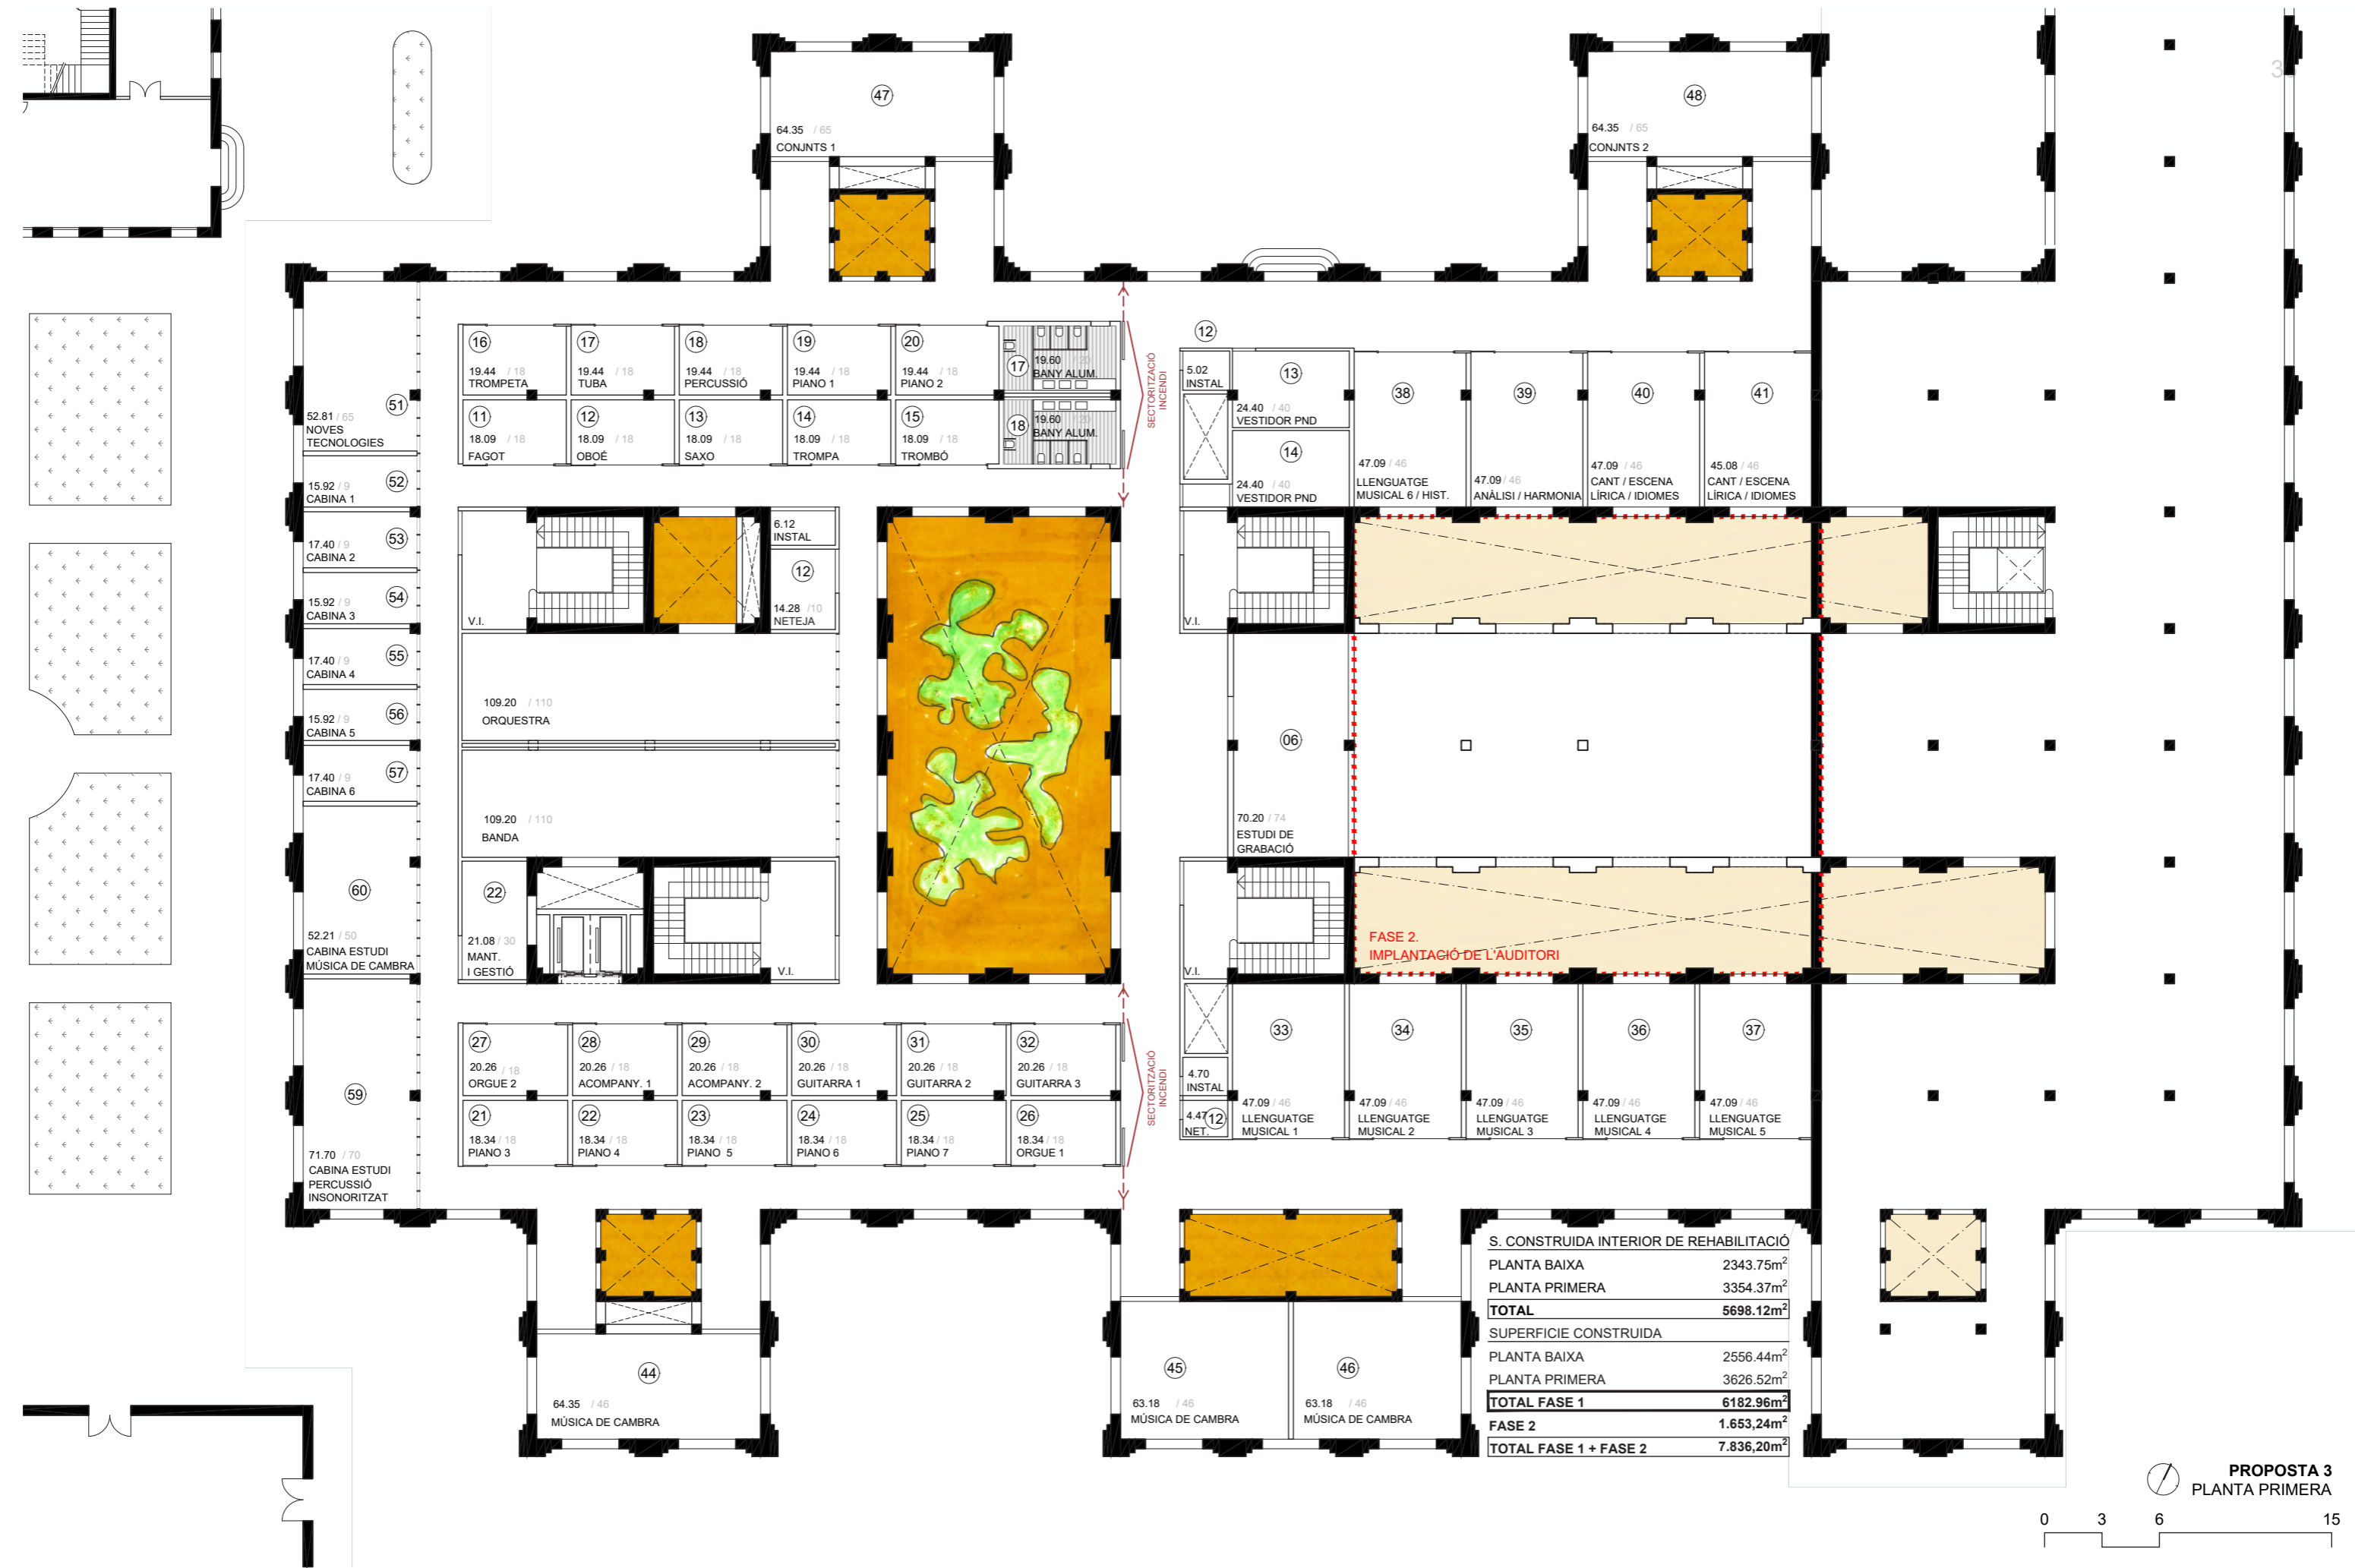 3
47
64.35 / 65
CONJNTS 1
48
64.35 / 65
CONJNTS 2
16
19.44 / 18
TROMPETA
17
19.44 / 18
TUBA
18
19.44 / 18
PERCUSSIÓ
19
19.44 / 18
PIANO 1
20
19.44 / 18
PIANO 2
17
19.60 / 20
BANY ALUM.
11
18.09 / 18
FAGOT
12
18.09 / 18
OBOÉ
13
18.09 / 18
SAXO
14
18.09 / 18
TROMPA
15
18.09 / 18
TROMBÓ
18
19.60 / 20
BANY ALUM.
SECTORITZACIÓ
INCENDI
12
5.02
INSTAL
13
24.40 / 40
VESTIDOR PND
14
24.40 / 40
VESTIDOR PND
38
47.09 / 46
LLENGUATGE
MUSICAL 6 / HIST.
39
47.09 / 46
ANÀLISI / HARMONIA
40
47.09 / 46
CANT / ESCENA
LÍRICA / IDIOMES
41
45.08 / 46
CANT / ESCENA
LÍRICA / IDIOMES
51
52.81 / 65
NOVES
TECNOLOGIES
52
15.92 / 9
CABINA 1
53
17.40 / 9
CABINA 2
54
15.92 / 9
CABINA 3
55
17.40 / 9
CABINA 4
56
15.92 / 9
CABINA 5
57
17.40 / 9
CABINA 6
60
52.21 / 50
CABINA ESTUDI
MÚSICA DE CAMBRA
59
71.70 / 70
CABINA ESTUDI
PERCUSSIÓ
INSONORITZAT
V.I.
6.12
INSTAL
12
14.28 / 10
NETEJA
V.I.
109.20 / 110
ORQUESTRA
109.20 / 110
BANDA
06
70.20 / 74
ESTUDI DE
GRABACIÓ
22
21.08 / 30
MANT.
I GESTIÓ
V.I.
V.I.
FASE 2.
IMPLANTACIÓ DE L'AUDITORI
27
20.26 / 18
ORGUE 2
28
20.26 / 18
ACOMPANY. 1
29
20.26 / 18
ACOMPANY. 2
30
20.26 / 18
GUITARRA 1
31
20.26 / 18
GUITARRA 2
32
20.26 / 18
GUITARRA 3
21
18.34 / 18
PIANO 3
22
18.34 / 18
PIANO 4
23
18.34 / 18
PIANO 5
24
18.34 / 18
PIANO 6
25
18.34 / 18
PIANO 7
26
18.34 / 18
ORGUE 1
SECTORITZACIÓ
INCENDI
4.70
INSTAL
4.47
12
NET.
33
47.09 / 46
LLENGUATGE
MUSICAL 1
34
47.09 / 46
LLENGUATGE
MUSICAL 2
35
47.09 / 46
LLENGUATGE
MUSICAL 3
36
47.09 / 46
LLENGUATGE
MUSICAL 4
37
47.09 / 46
LLENGUATGE
MUSICAL 5
44
64.35 / 46
MÚSICA DE CAMBRA
45
63.18 / 46
MÚSICA DE CAMBRA
46
63.18 / 46
MÚSICA DE CAMBRA
S. CONSTRUIDA INTERIOR DE REHABILITACIÓ
PLANTA BAIXA 2343.75m²
PLANTA PRIMERA 3354.37m²
TOTAL 5698.12m²
SUPERFICIE CONSTRUIDA
PLANTA BAIXA 2556.44m²
PLANTA PRIMERA 3626.52m²
TOTAL FASE 1 6182.96m²
FASE 2 1.653,24m²
TOTAL FASE 1 + FASE 2 7.836,20m²
PROPOSTA 3
PLANTA PRIMERA
0 3 6 15